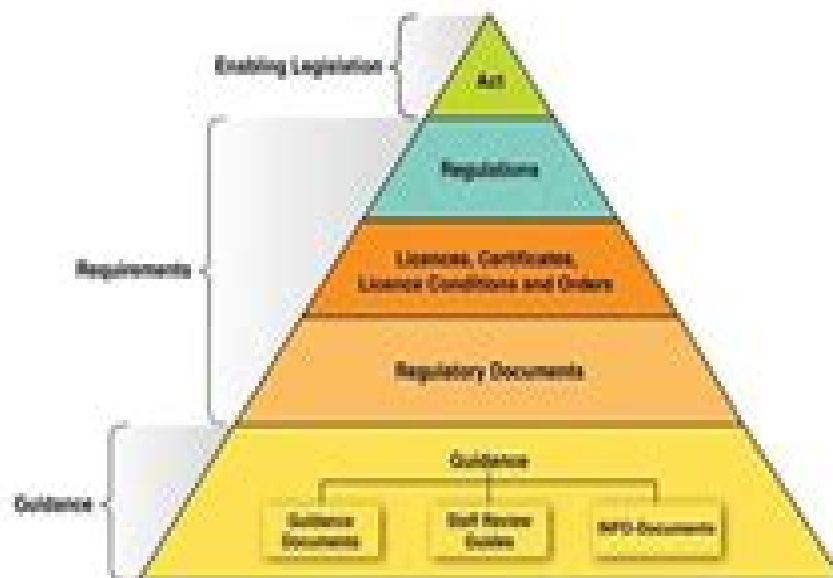 Enabling Legislation
Act
Regulations
Requirements
Licences, Certificates,
Licence Conditions and Orders
Regulatory Documents
Guidance
Guidance
Guidance
Documents
Staff Review
Guides
INFO-Documents